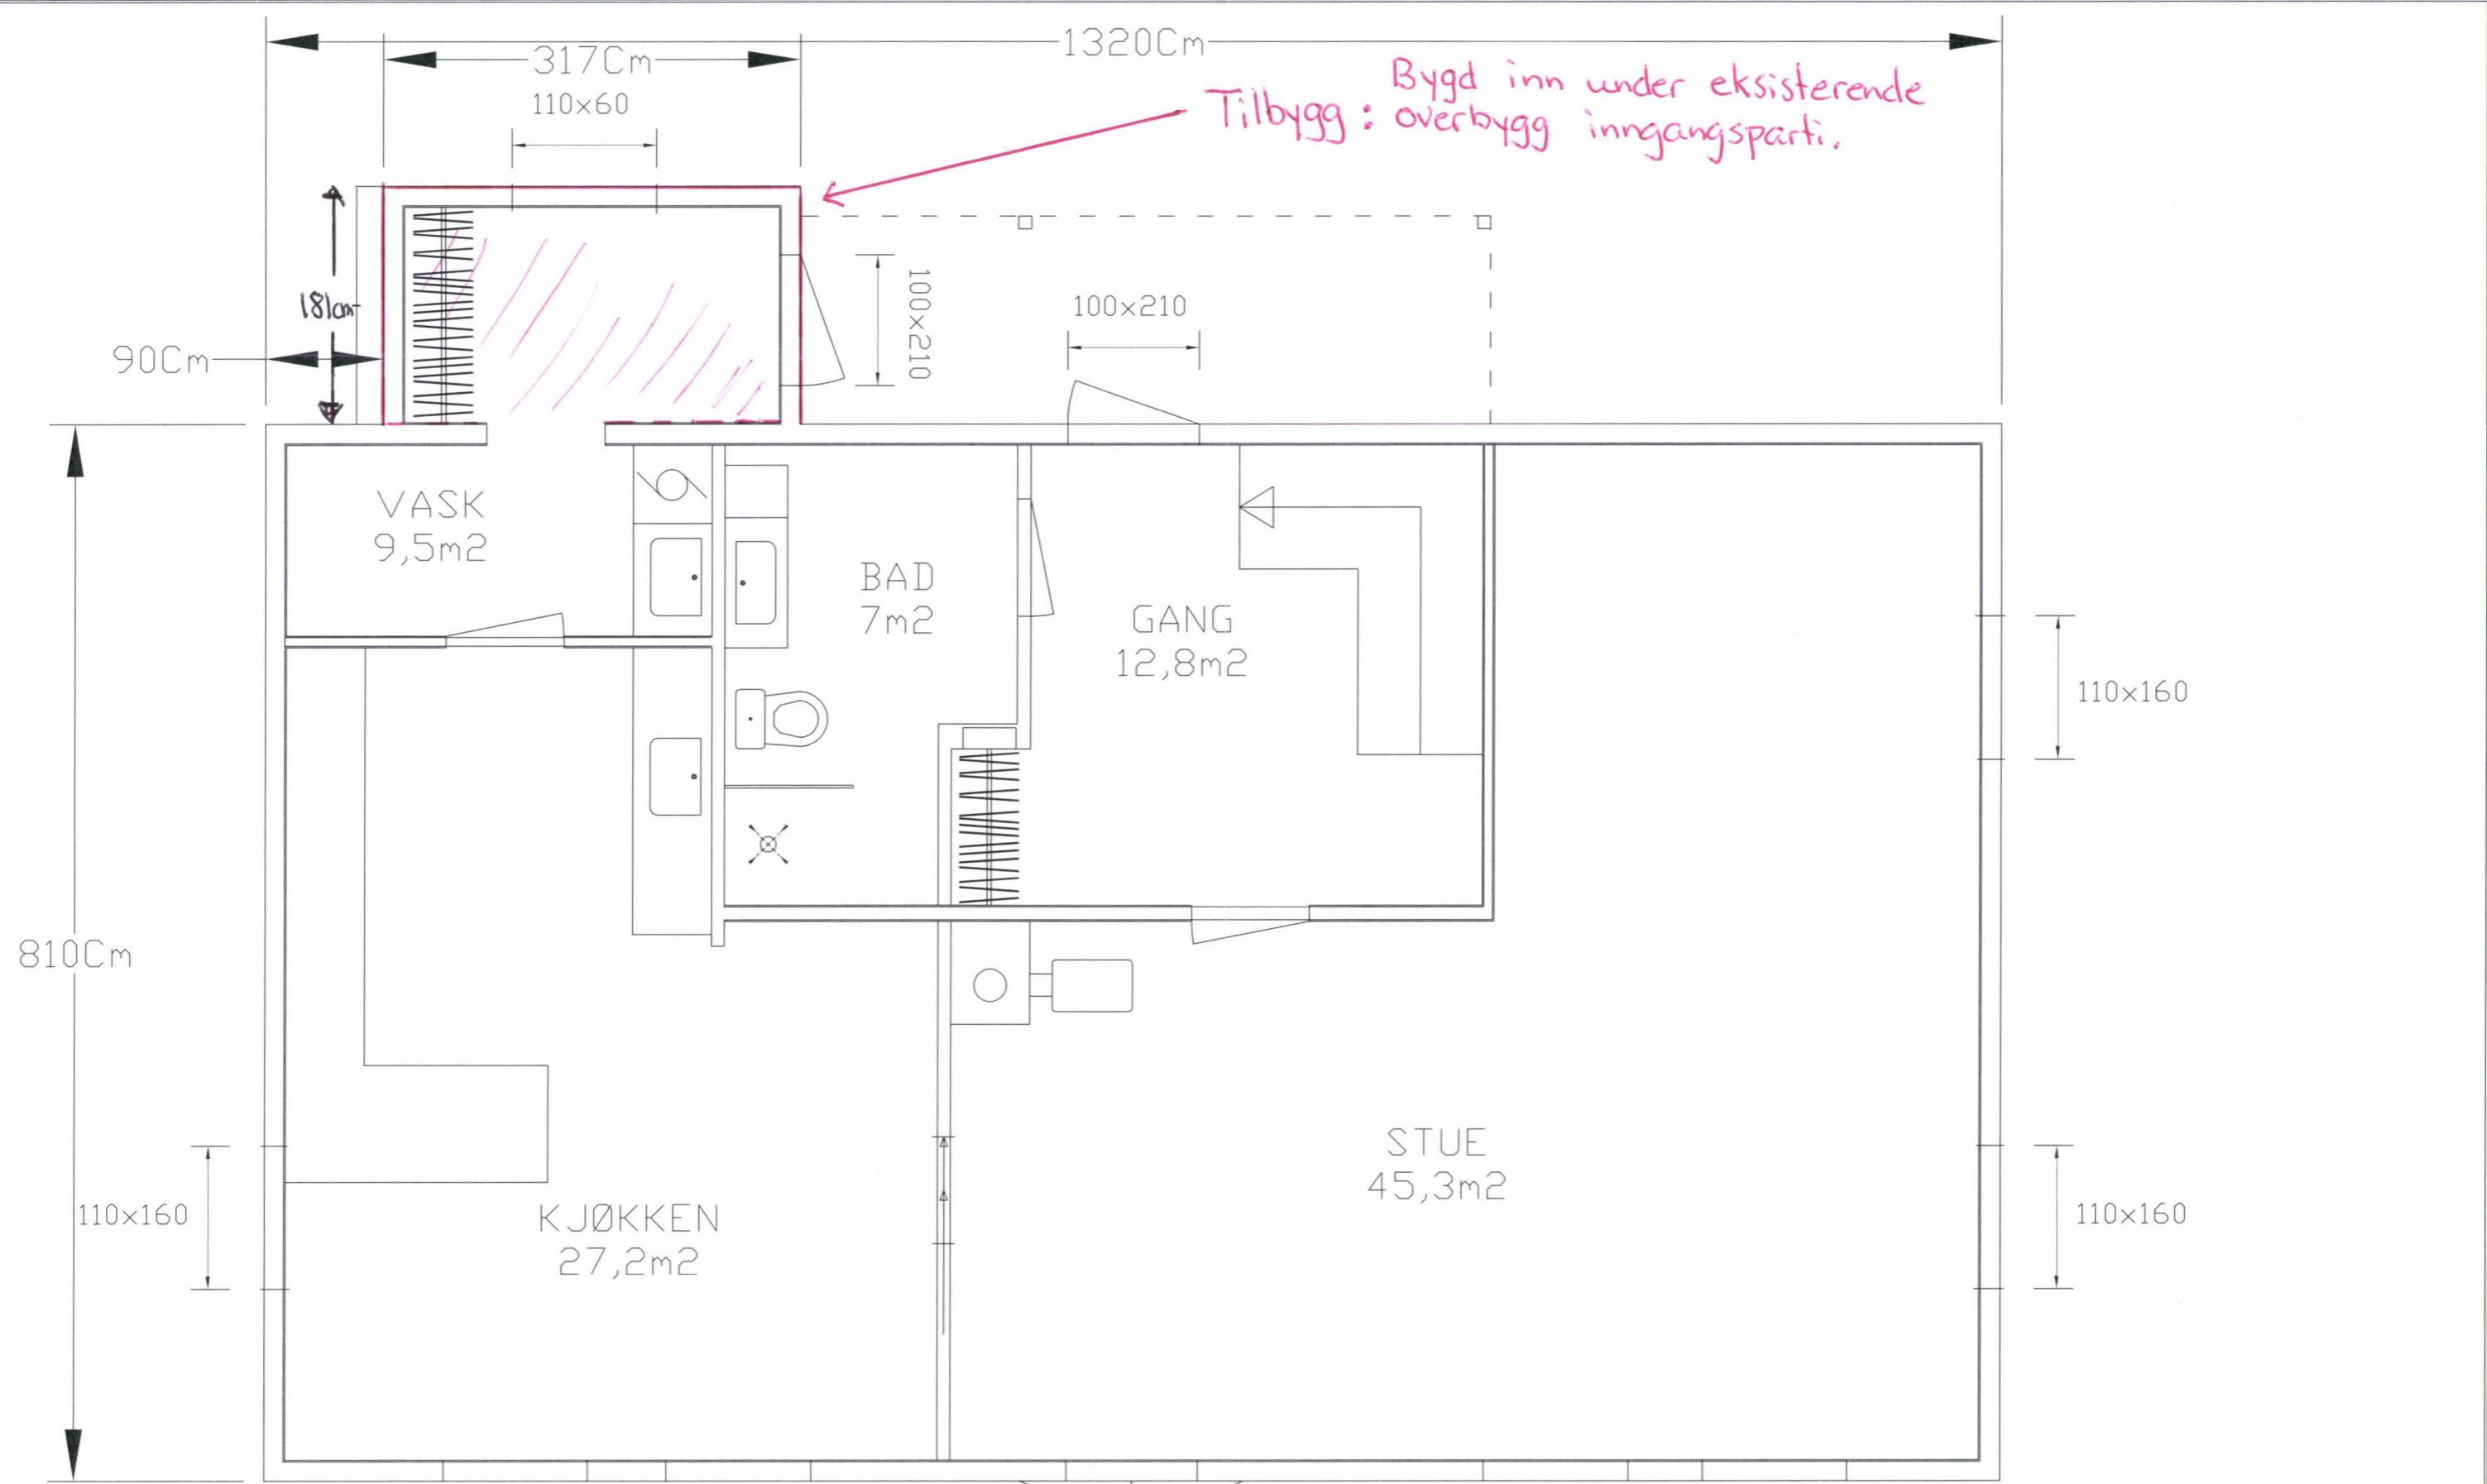 1320Cm
317Cm
110x60
Bygd inn under eksisterende
Tilbygg : overbygg inngangsparti.
181cm
90Cm
100x210
100x210
VASK
9,5m2
BAD
7m2
GANG
12,8m2
110x160
810Cm
STUE
45,3m2
110x160
KJØKKEN
27,2m2
110x160